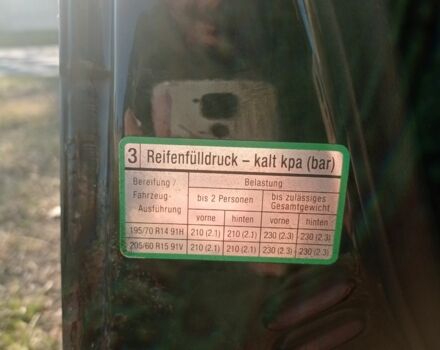 3 Reifenfülldruck – kalt kpa (bar)
Bereifung / Belastung
Fahrzeug- bis 2 Personen bis zulässiges
Ausführung Gesamtgewicht
vorne hinten vorne hinten
195/70 R14 91H 210 (2.1) 210 (2.1) 230 (2.3) 230 (2.3)
205/60 R15 91V 210 (2.1) 210 (2.1) 230 (2.3) 230 (2.3)